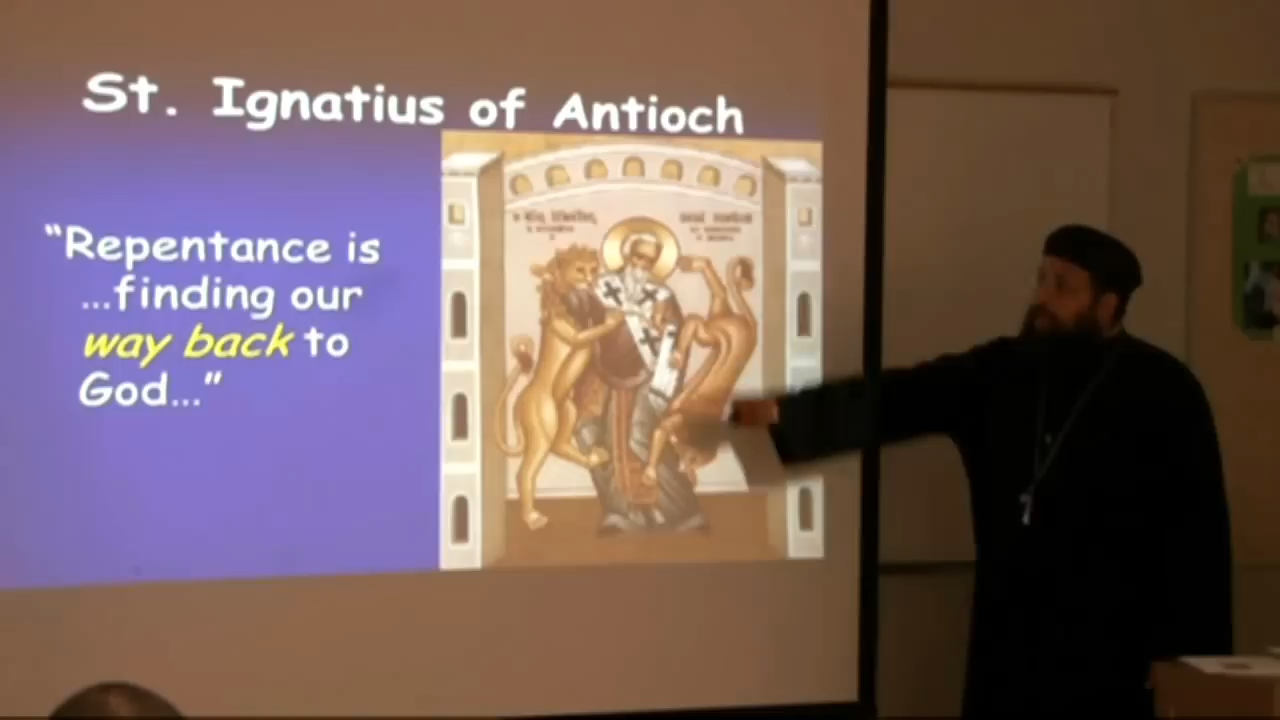 St. Ignatius of Antioch
“Repentance is
...finding our
way back to
God...”